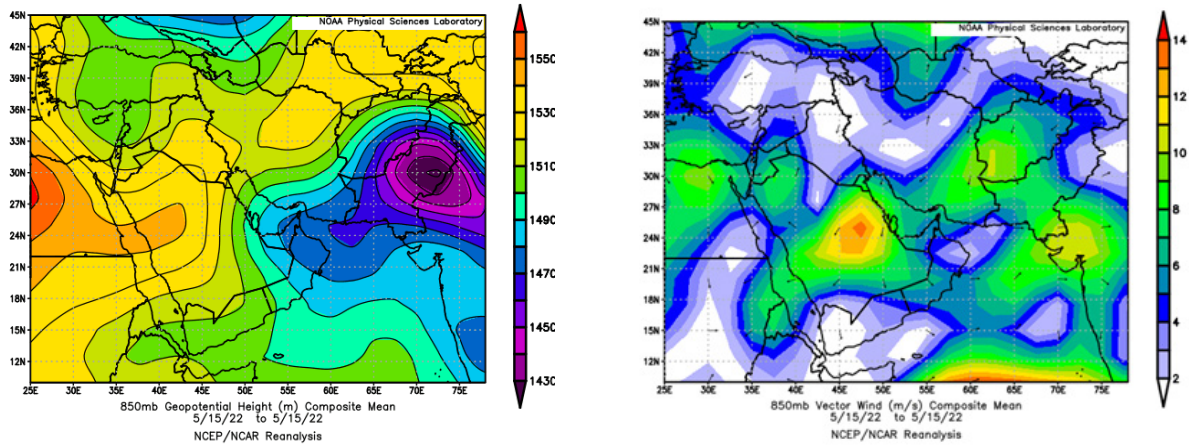 NOAA Physical Sciences Laboratory
45N
42N
39N
36N
33N
30N
27N
24N
21N
18N
15N
12N
25E 30E 35E 40E 45E 50E 55E 60E 65E 70E 75E
1550
1530
1510
1490
1470
1450
1430
850mb Geopotential Height (m) Composite Mean
5/15/22 to 5/15/22
NCEP/NCAR Reanalysis
NOAA Physical Sciences Laboratory
45N
42N
39N
36N
33N
30N
27N
24N
21N
18N
15N
12N
25E 30E 35E 40E 45E 50E 55E 60E 65E 70E 75E
14
12
10
8
6
4
2
850mb Vector Wind (m/s) Composite Mean
5/15/22 to 5/15/22
NCEP/NCAR Reanalysis